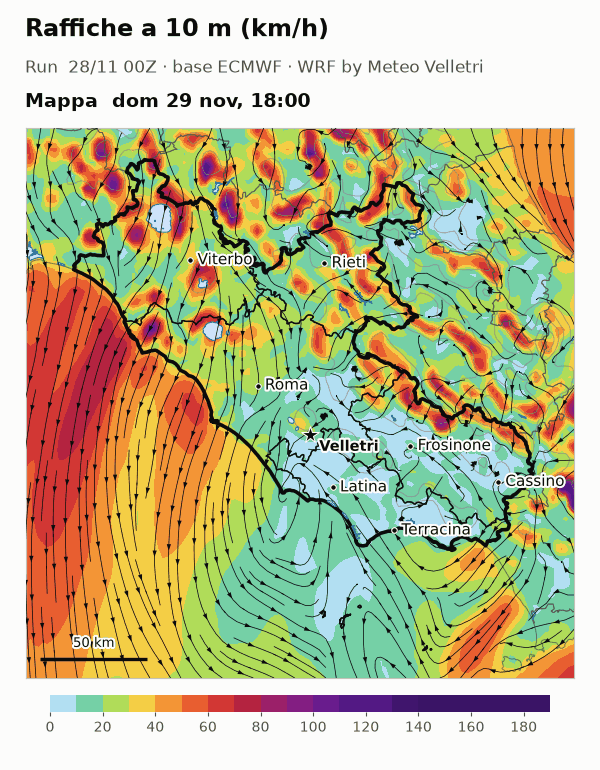 Raffiche a 10 m (km/h)
Run 28/11 00Z · base ECMWF · WRF by Meteo Velletri
Mappa dom 29 nov, 18:00
Viterbo
Rieti
Roma
Velletri
Frosinone
Cassino
Latina
Terracina
50 km
0 20 40 60 80 100 120 140 160 180